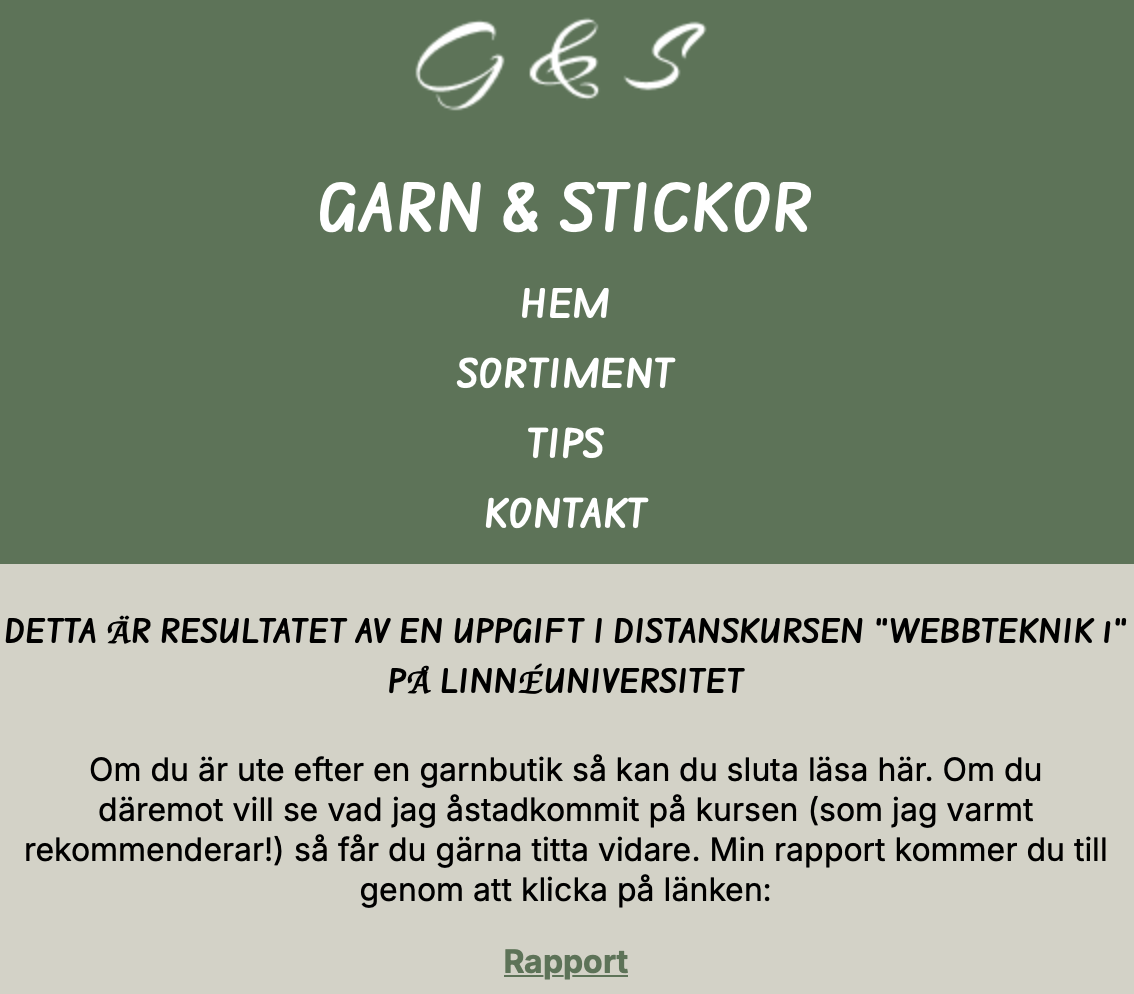 G & S
GARN & STICKOR
HEM
SORTIMENT
TIPS
KONTAKT
DETTA ÄR RESULTATET AV EN UPPGIFT I DISTANSKURSEN "WEBBTEKNIK 1"
PÅ LINNÉUNIVERSITET
Om du är ute efter en garnbutik så kan du sluta läsa här. Om du
däremot vill se vad jag åstadkommit på kursen (som jag varmt
rekommenderar!) så får du gärna titta vidare. Min rapport kommer du till
genom att klicka på länken:
Rapport